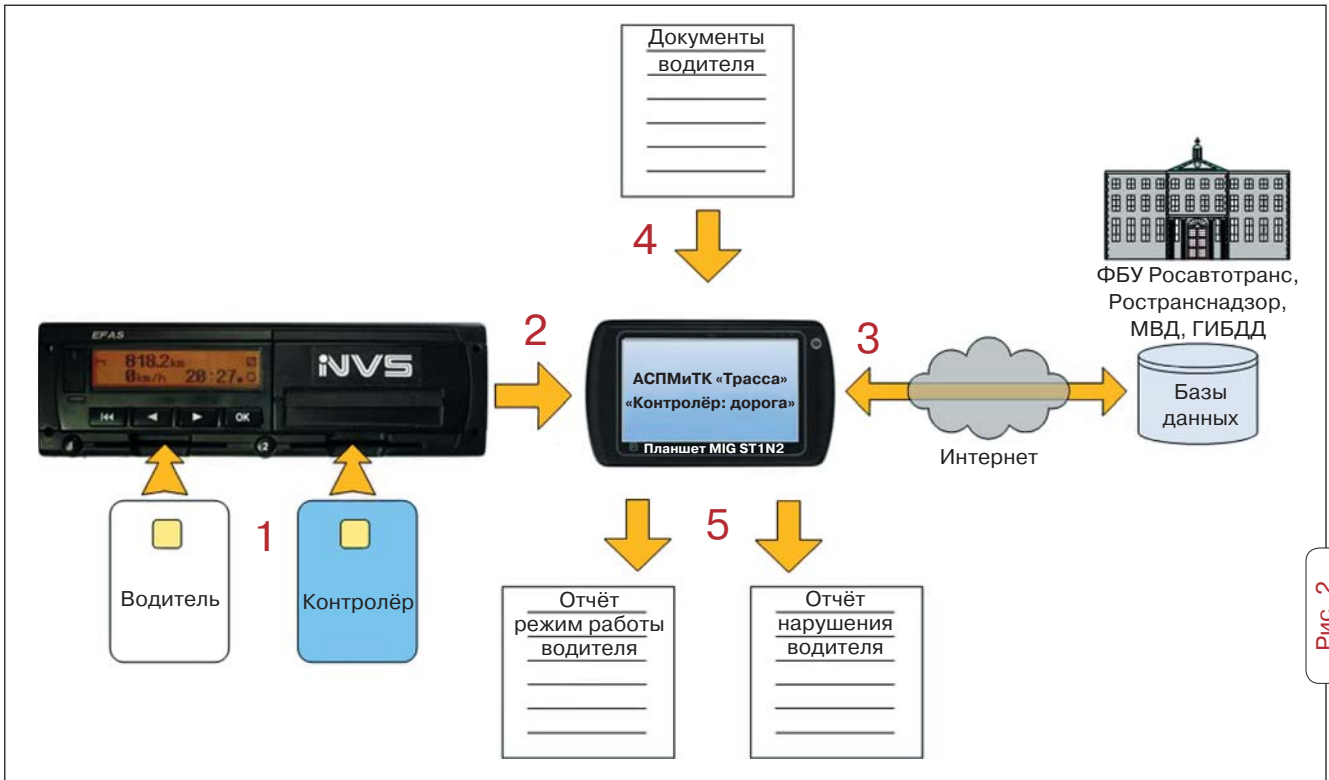 Документы
водителя
4
ФБУ Росавтотранс,
Ространснадзор,
МВД, ГИБДД
EFAS
818.2km
0km/h 20:27
iNVS
OK
2
АСПМиТК «Трасса»
«Контролёр: дорога»
Планшет MIG ST1N2
3
Интернет
Базы
данных
1
2
Водитель
1
Контролёр
5
Отчёт
режим работы
водителя
Отчёт
нарушения
водителя
Рис. 2